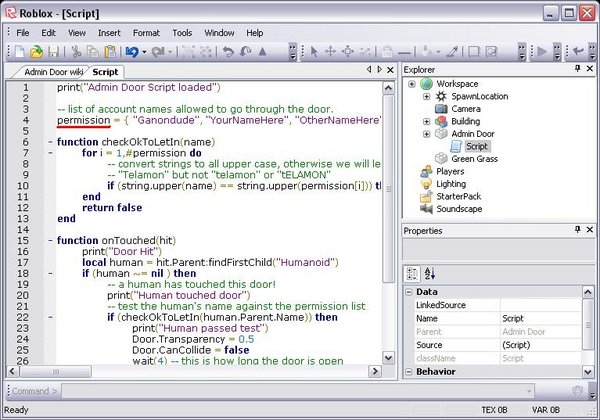 Roblox - [Script]
File Edit View Insert Format Tools Window Help
Admin Door wiki Script
1 print("Admin Door Script loaded")
2
3 -- list of account names allowed to go through the door.
4 permission = { "Ganondude", "YourNameHere", "OtherNameHere"
5
6 function checkOkToLetIn(name)
7 for i = 1,#permission do
8 -- convert strings to all upper case, otherwise we will le
9 -- "Telamon" but not "telamon" or "tELAMON"
10 if (string.upper(name) == string.upper(permission[i])) th
11 end
12 return false
13 end
14
15 function onTouched(hit)
16 print("Door Hit")
17 local human = hit.Parent:findFirstChild("Humanoid")
18 if (human ~= nil ) then
19 -- a human has touched this door!
20 print("Human touched door")
21 -- test the human's name against the permission list
22 if (checkOkToLetIn(human.Parent.Name)) then
23 print("Human passed test")
24 Door.Transparency = 0.5
25 Door.CanCollide = false
26 wait(4) -- this is how long the door is open
Explorer
Workspace
SpawnLocation
Camera
Building
Admin Door
Script
Green Grass
Players
Lighting
StarterPack
Soundscape
Properties
Data
LinkedSource
Name Script
Parent Admin Door
Source (Script)
className Script
Behavior
Command >
Ready TEX 0B VAR 0B